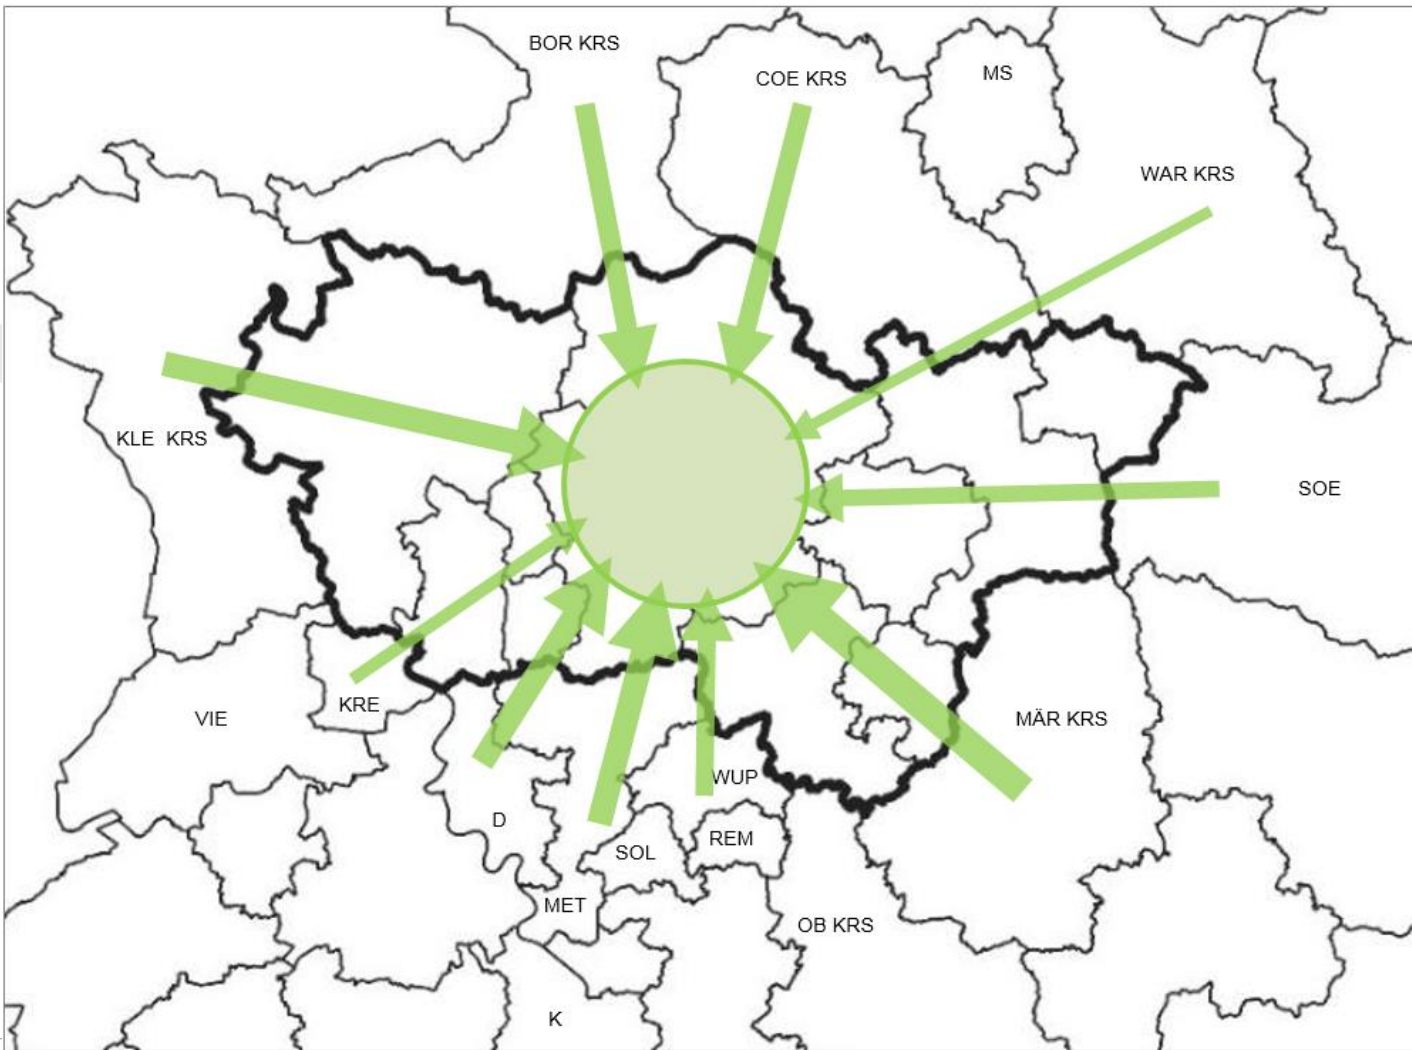 BOR KRS
COE KRS
MS
WAR KRS
KLE  KRS
SOE
KRE
VIE
MÄR KRS
WUP
D
REM
SOL
MET
OB KRS
K